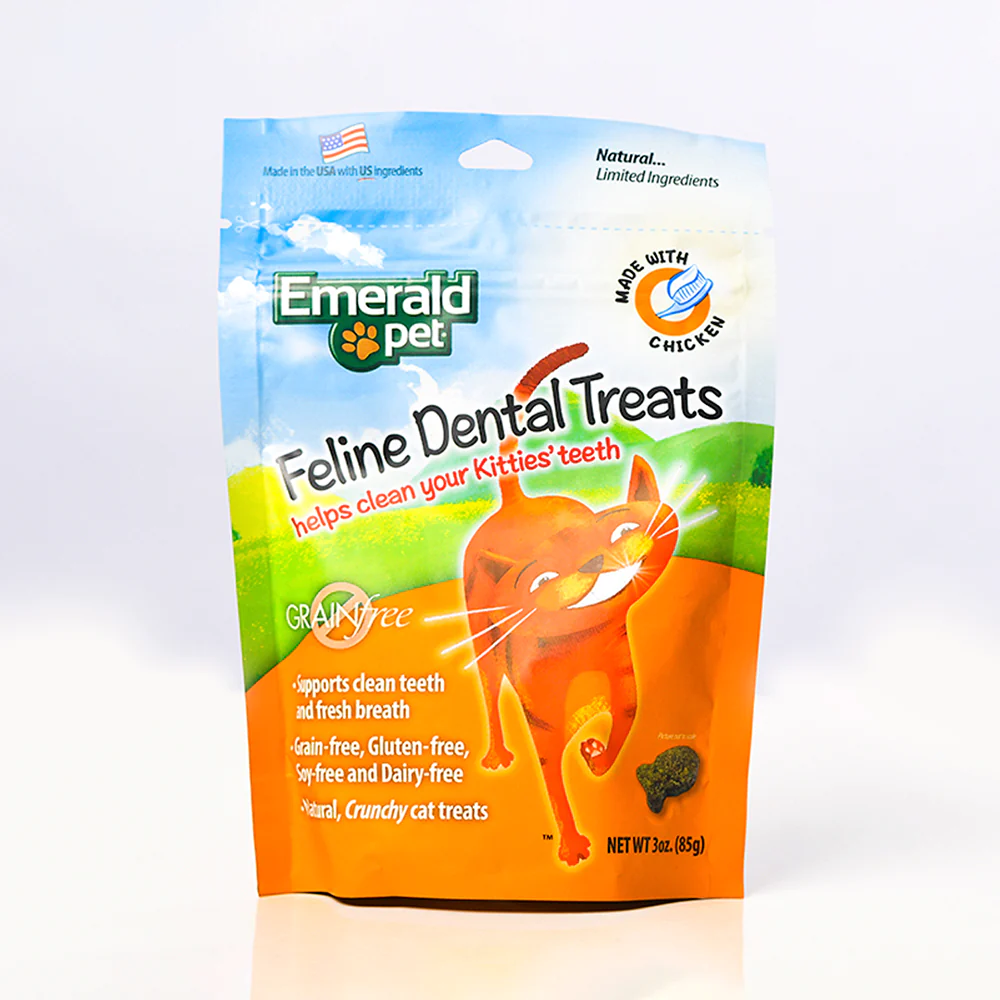 Made in the USA with US ingredients
Natural...
Limited Ingredients
Emerald
pet
MADE WITH
CHICKEN
Feline Dental Treats
helps clean your Kitties' teeth
GRAINfree
•Supports clean teeth
and fresh breath
•Grain-free, Gluten-free,
Soy-free and Dairy-free
•Natural, Crunchy cat treats
TM
NET WT 3oz. (85g)